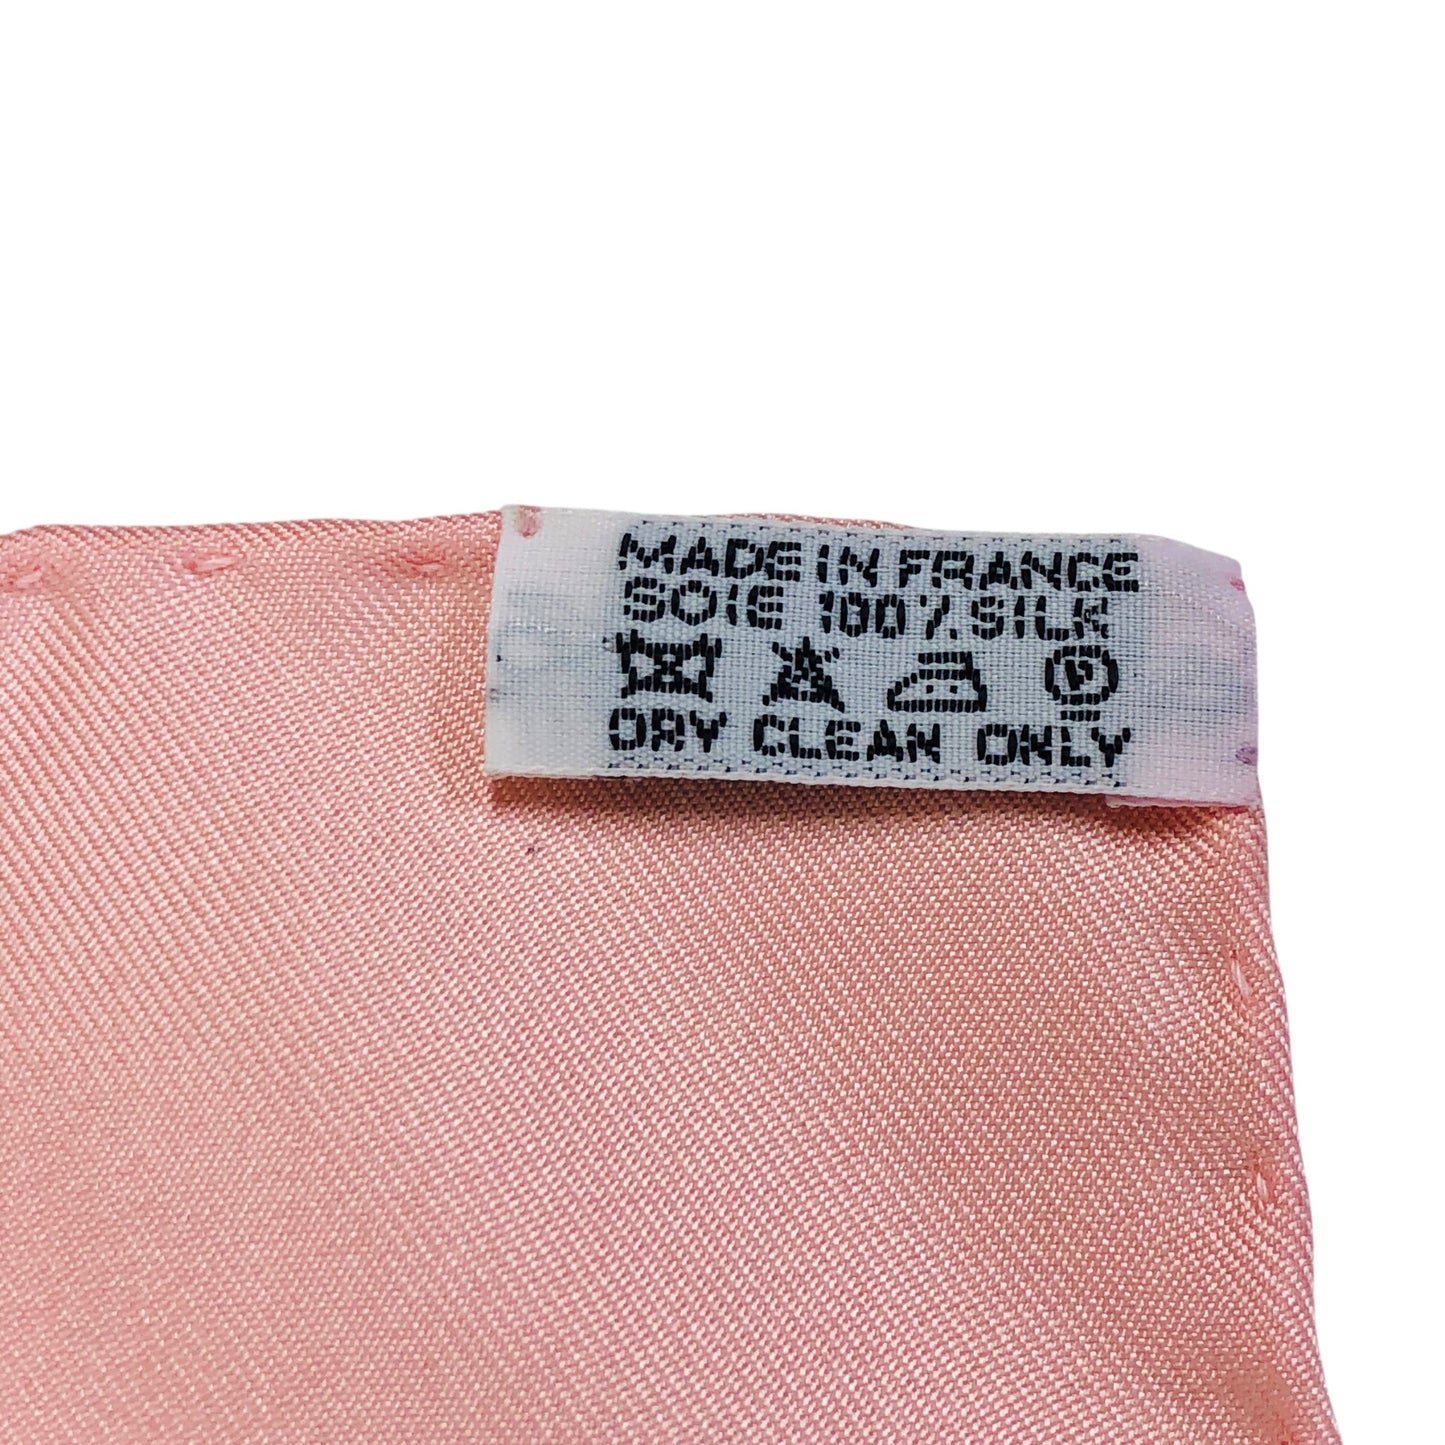 MADE IN FRANCE
SOIE 100% SILK
P
DRY CLEAN ONLY